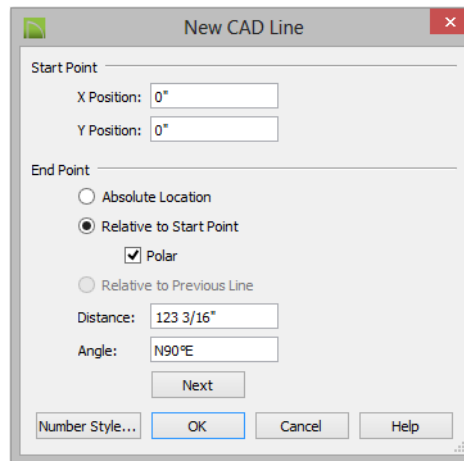 New CAD Line
Start Point
X Position: 0"
Y Position: 0"
End Point
Absolute Location
Relative to Start Point
Polar
Relative to Previous Line
Distance: 123 3/16"
Angle: N90°E
Next
Number Style... OK Cancel Help